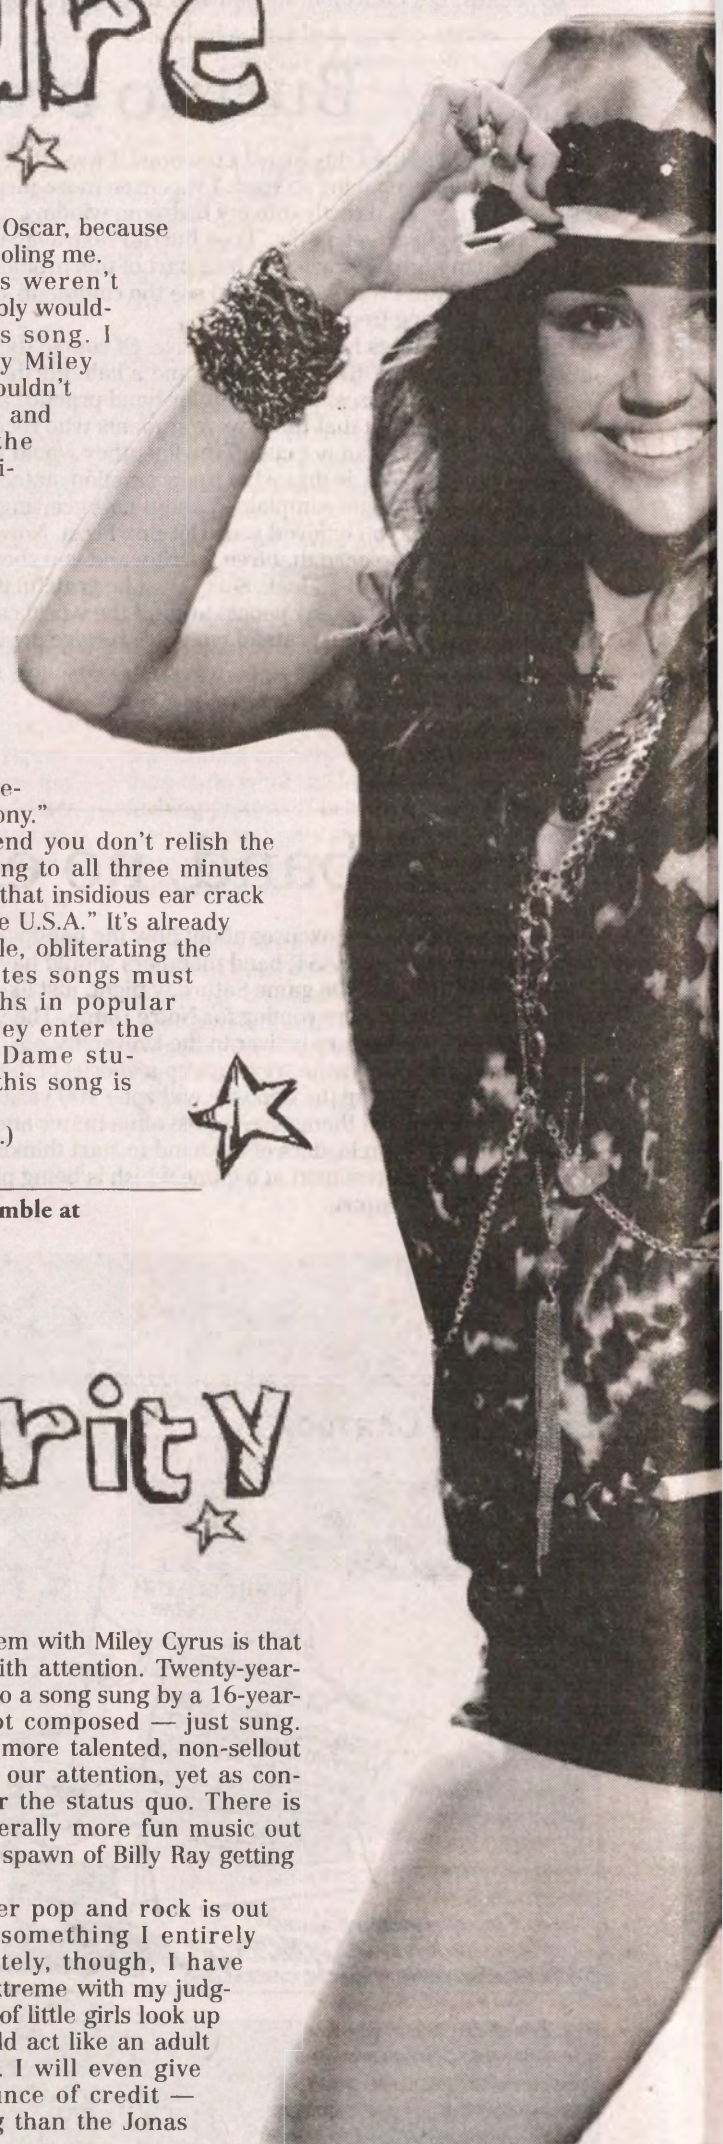 ure
Oscar, because
oling me.
s weren't
bly would-
s song. I
y Miley
ouldn't
and
the
i-
e-
ony."
end you don't relish the
ng to all three minutes
that insidious ear crack
e U.S.A." It's already
le, obliterating the
tes songs must
hs in popular
ey enter the
Dame stu-
this song is
.)
mble at
rity
em with Miley Cyrus is that
ith attention. Twenty-year-
o a song sung by a 16-year-
ot composed — just sung.
more talented, non-sellout
our attention, yet as con-
r the status quo. There is
erally more fun music out
spawn of Billy Ray getting
er pop and rock is out
something I entirely
tely, though, I have
xtreme with my judg-
of little girls look up
ld act like an adult
. I will even give
unce of credit —
g than the Jonas